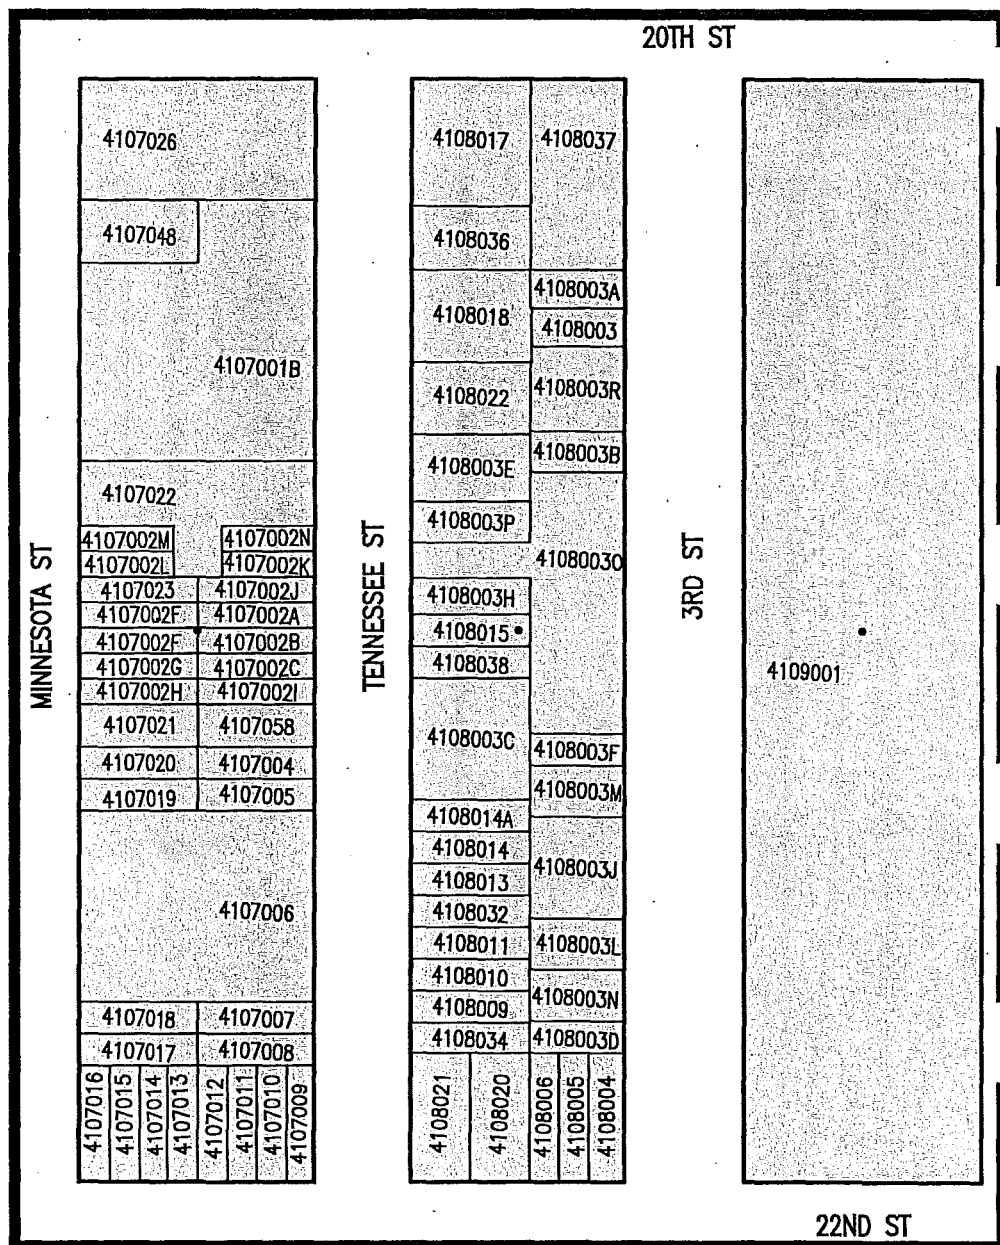 20TH ST
4107026
4107048
4107001B
4107022
4107002M
4107002N
4107002L
4107002K
4107023
4107002J
4107002F
4107002A
4107002F
4107002B
4107002G
4107002C
4107002H
4107002I
4107021
4107058
4107020
4107004
4107019
4107005
4107006
4107018
4107007
4107017
4107008
4107016
4107015
4107014
4107013
4107012
4107011
4107010
4107009
MINNESOTA ST
4108017
4108037
4108036
4108003A
4108018
4108003
4108003R
4108022
4108003B
4108003E
4108003P
4108003O
4108003H
4108015
4108038
4108003C
4108003F
4108003M
4108014A
4108014
4108003J
4108013
4108032
4108011
4108003L
4108010
4108003N
4108009
4108034
4108003D
4108021
4108020
4108006
4108005
4108004
TENNESSEE ST
3RD ST
4109001
22ND ST